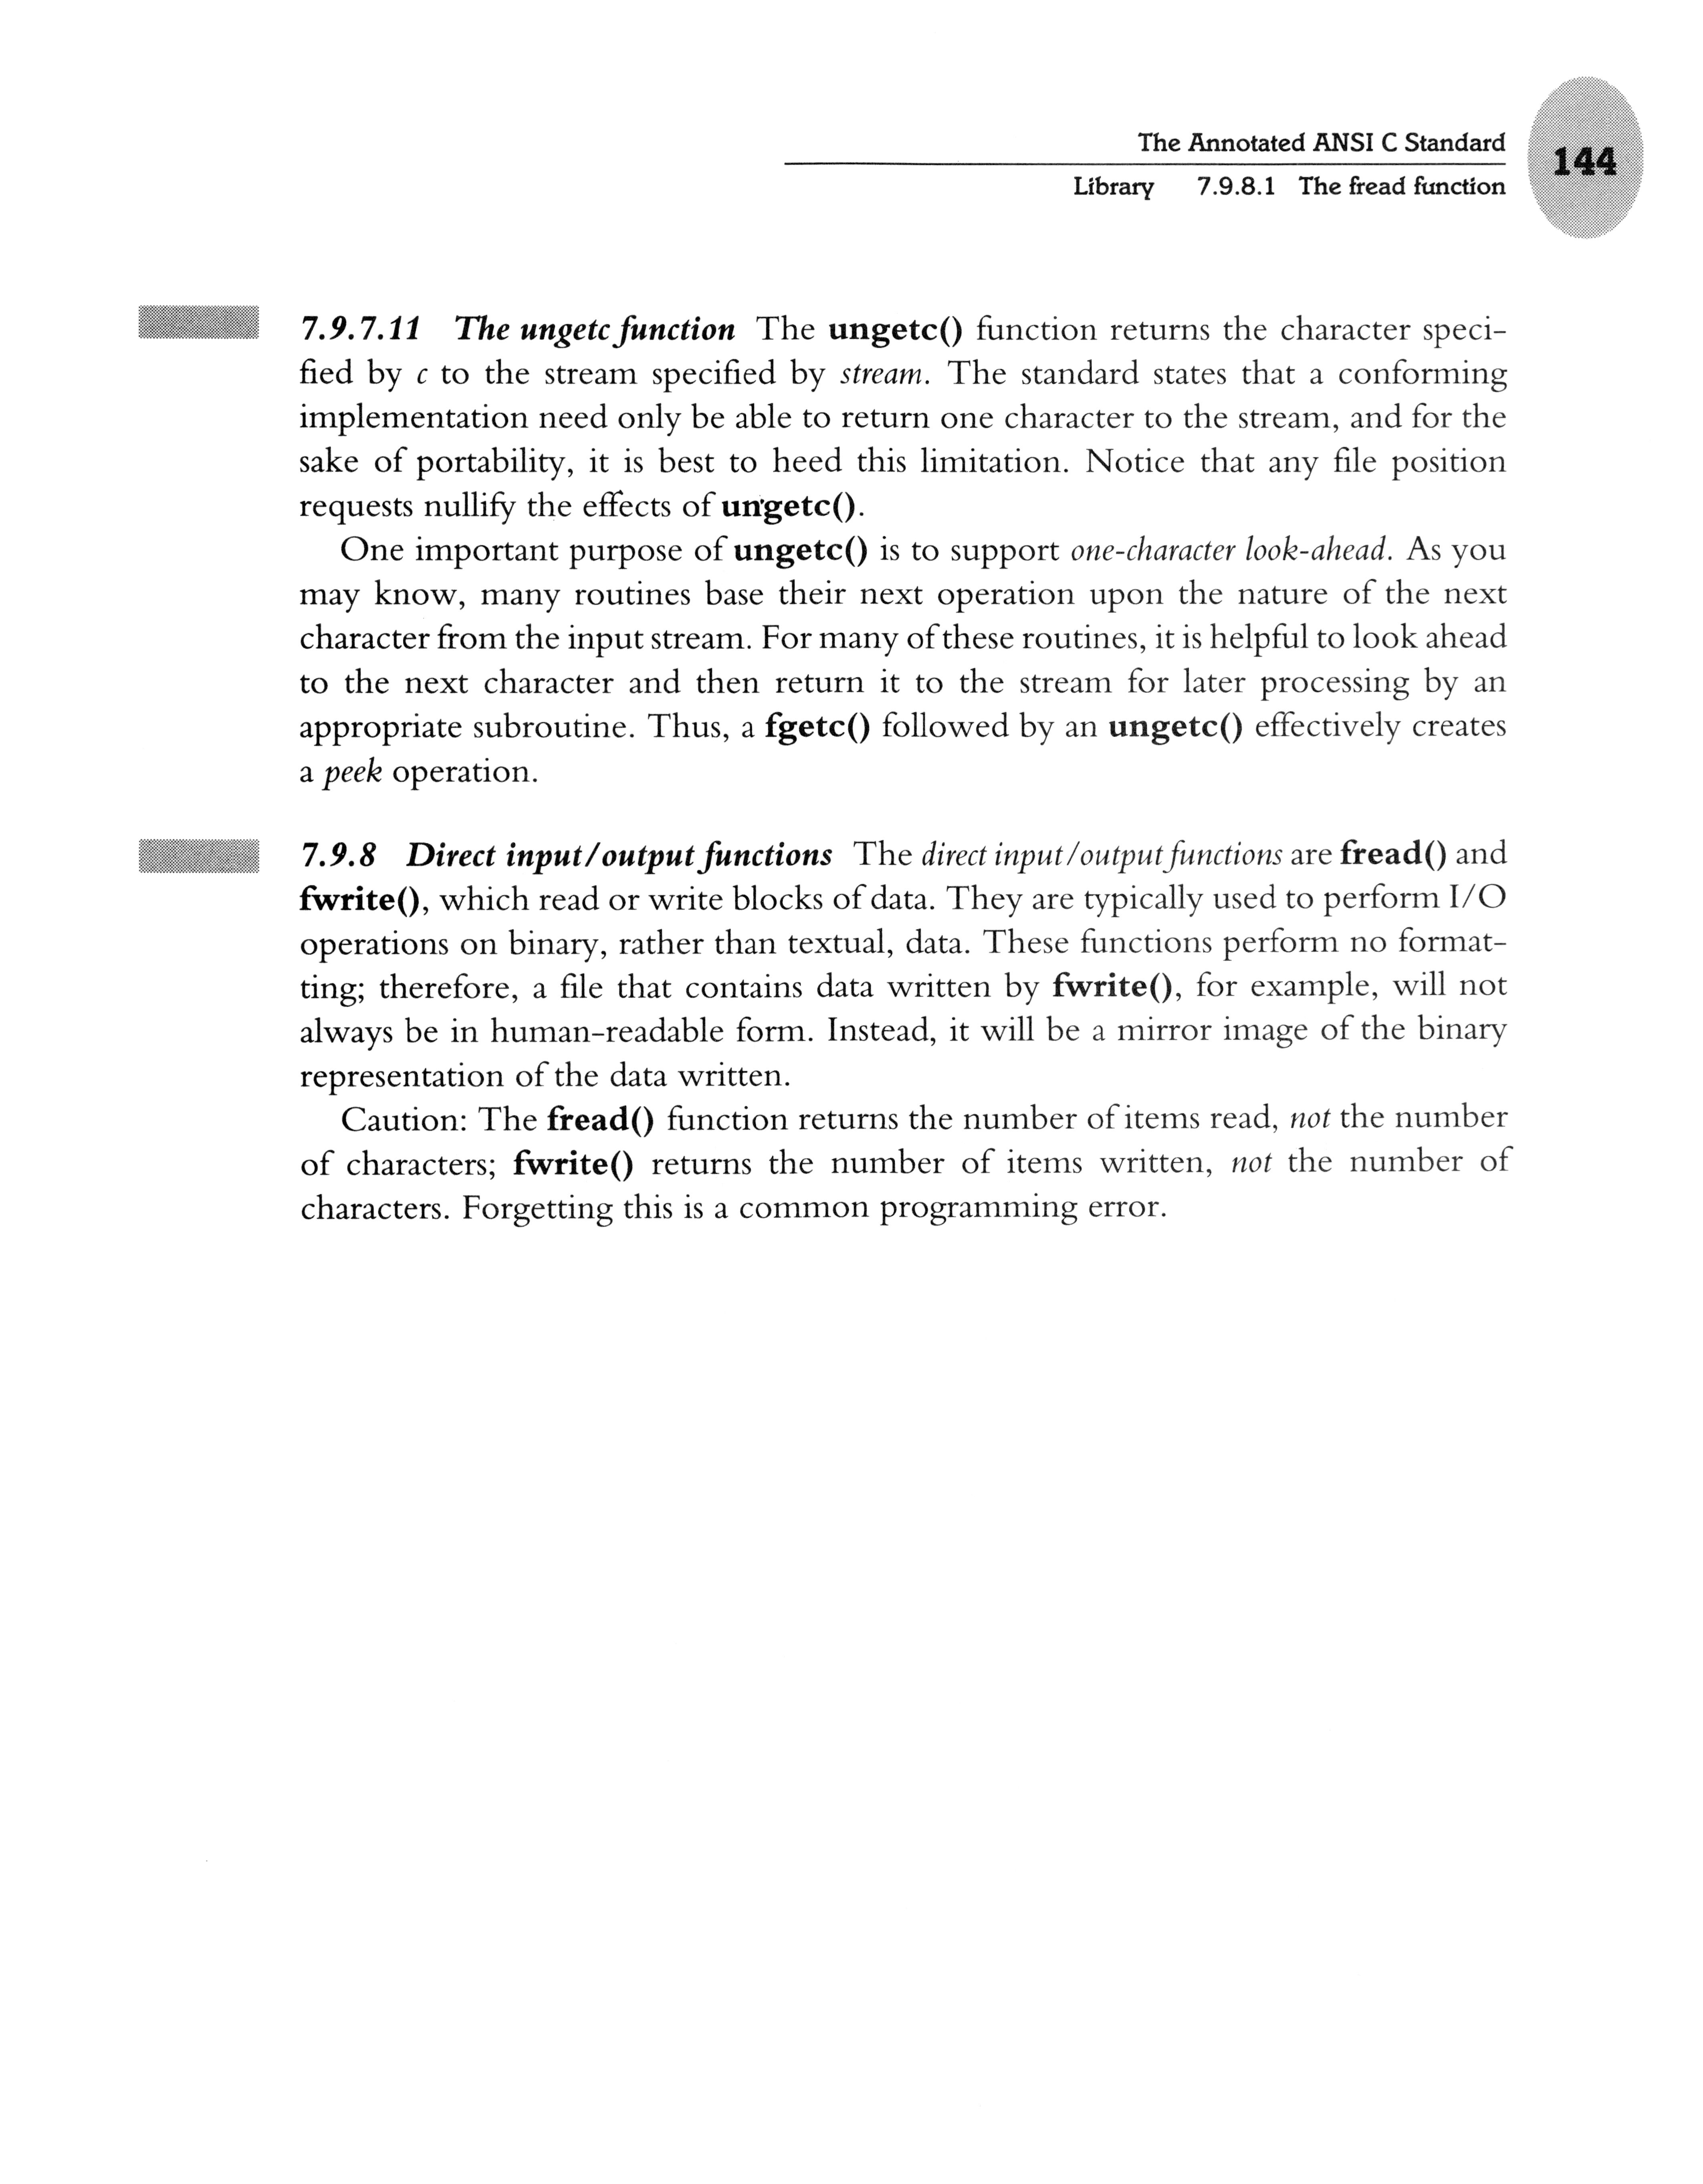 The Annotated ANSI C Standard
144
Library 7.9.8.1 The fread function
7.9.7.11 The ungetc function The ungetc() function returns the character speci-
fied by c to the stream specified by stream. The standard states that a conforming
implementation need only be able to return one character to the stream, and for the
sake of portability, it is best to heed this limitation. Notice that any file position
requests nullify the effects of ungetc().
One important purpose of ungetc() is to support one-character look-ahead. As you
may know, many routines base their next operation upon the nature of the next
character from the input stream. For many of these routines, it is helpful to look ahead
to the next character and then return it to the stream for later processing by an
appropriate subroutine. Thus, a fgetc() followed by an ungetc() effectively creates
a peek operation.
7.9.8 Direct input/output functions The direct input/output functions are fread() and
fwrite(), which read or write blocks of data. They are typically used to perform I/O
operations on binary, rather than textual, data. These functions perform no format-
ting; therefore, a file that contains data written by fwrite(), for example, will not
always be in human-readable form. Instead, it will be a mirror image of the binary
representation of the data written.
Caution: The fread() function returns the number of items read, not the number
of characters; fwrite() returns the number of items written, not the number of
characters. Forgetting this is a common programming error.